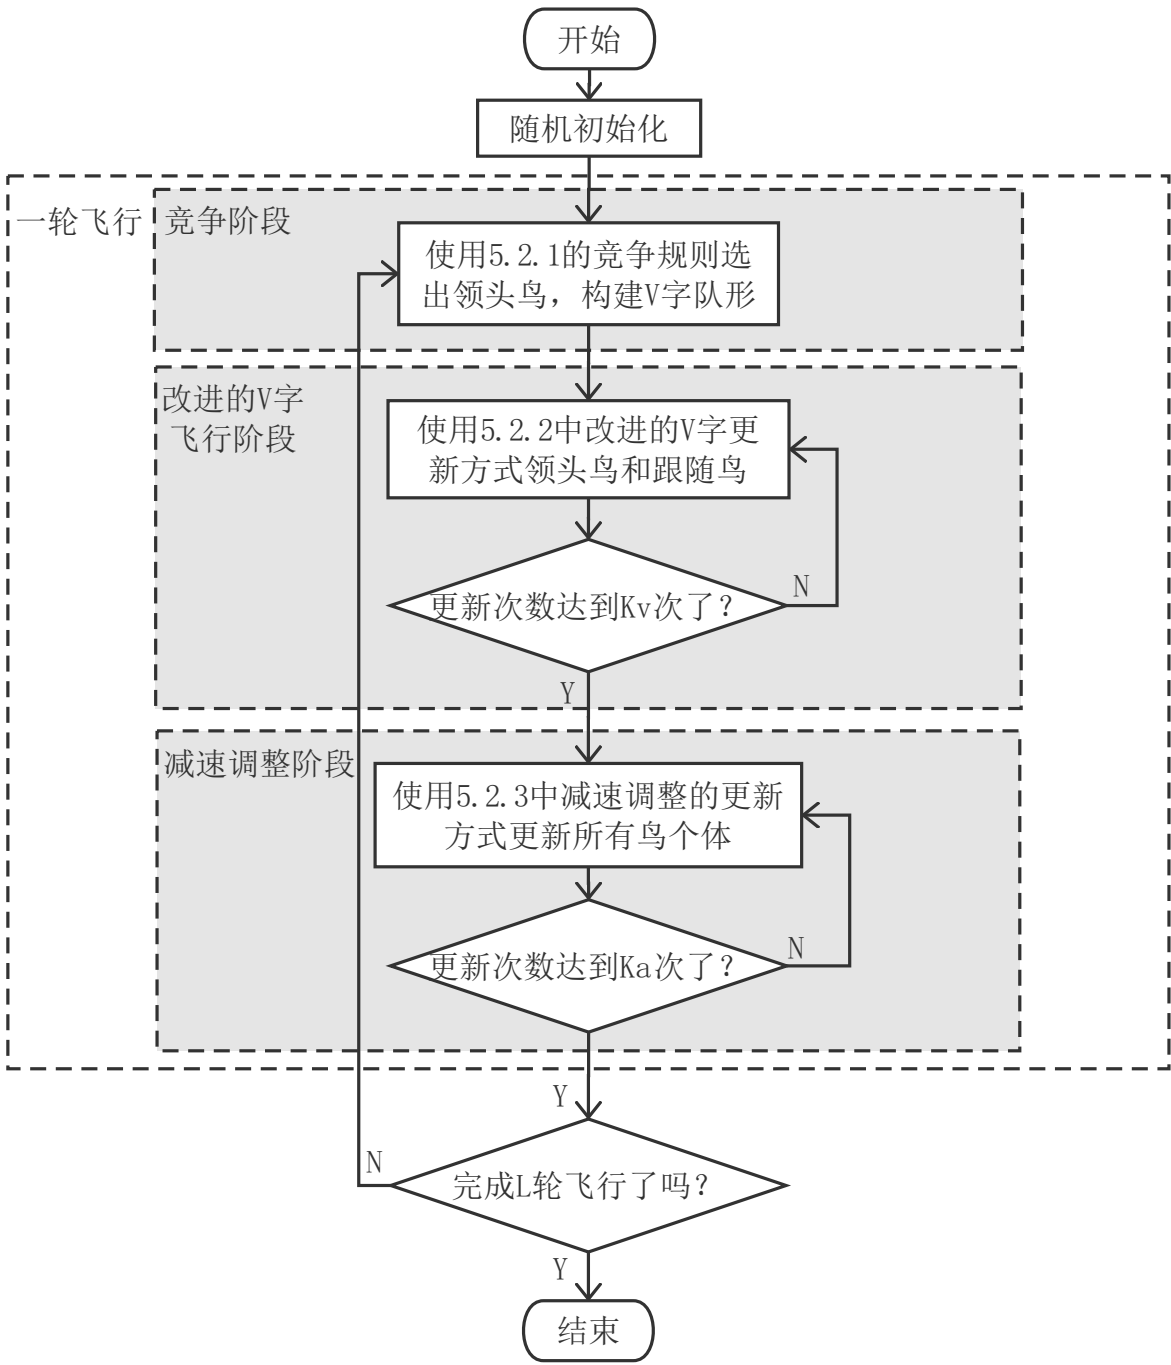 开始
随机初始化
一轮飞行
竞争阶段
使用5.2.1的竞争规则选
出领头鸟，构建V字队形
改进的V字
飞行阶段
使用5.2.2中改进的V字更
新方式领头鸟和跟随鸟
更新次数达到Kv次了？
N
Y
减速调整阶段
使用5.2.3中减速调整的更新
方式更新所有鸟个体
更新次数达到Ka次了？
N
Y
完成L轮飞行了吗？
N
Y
结束